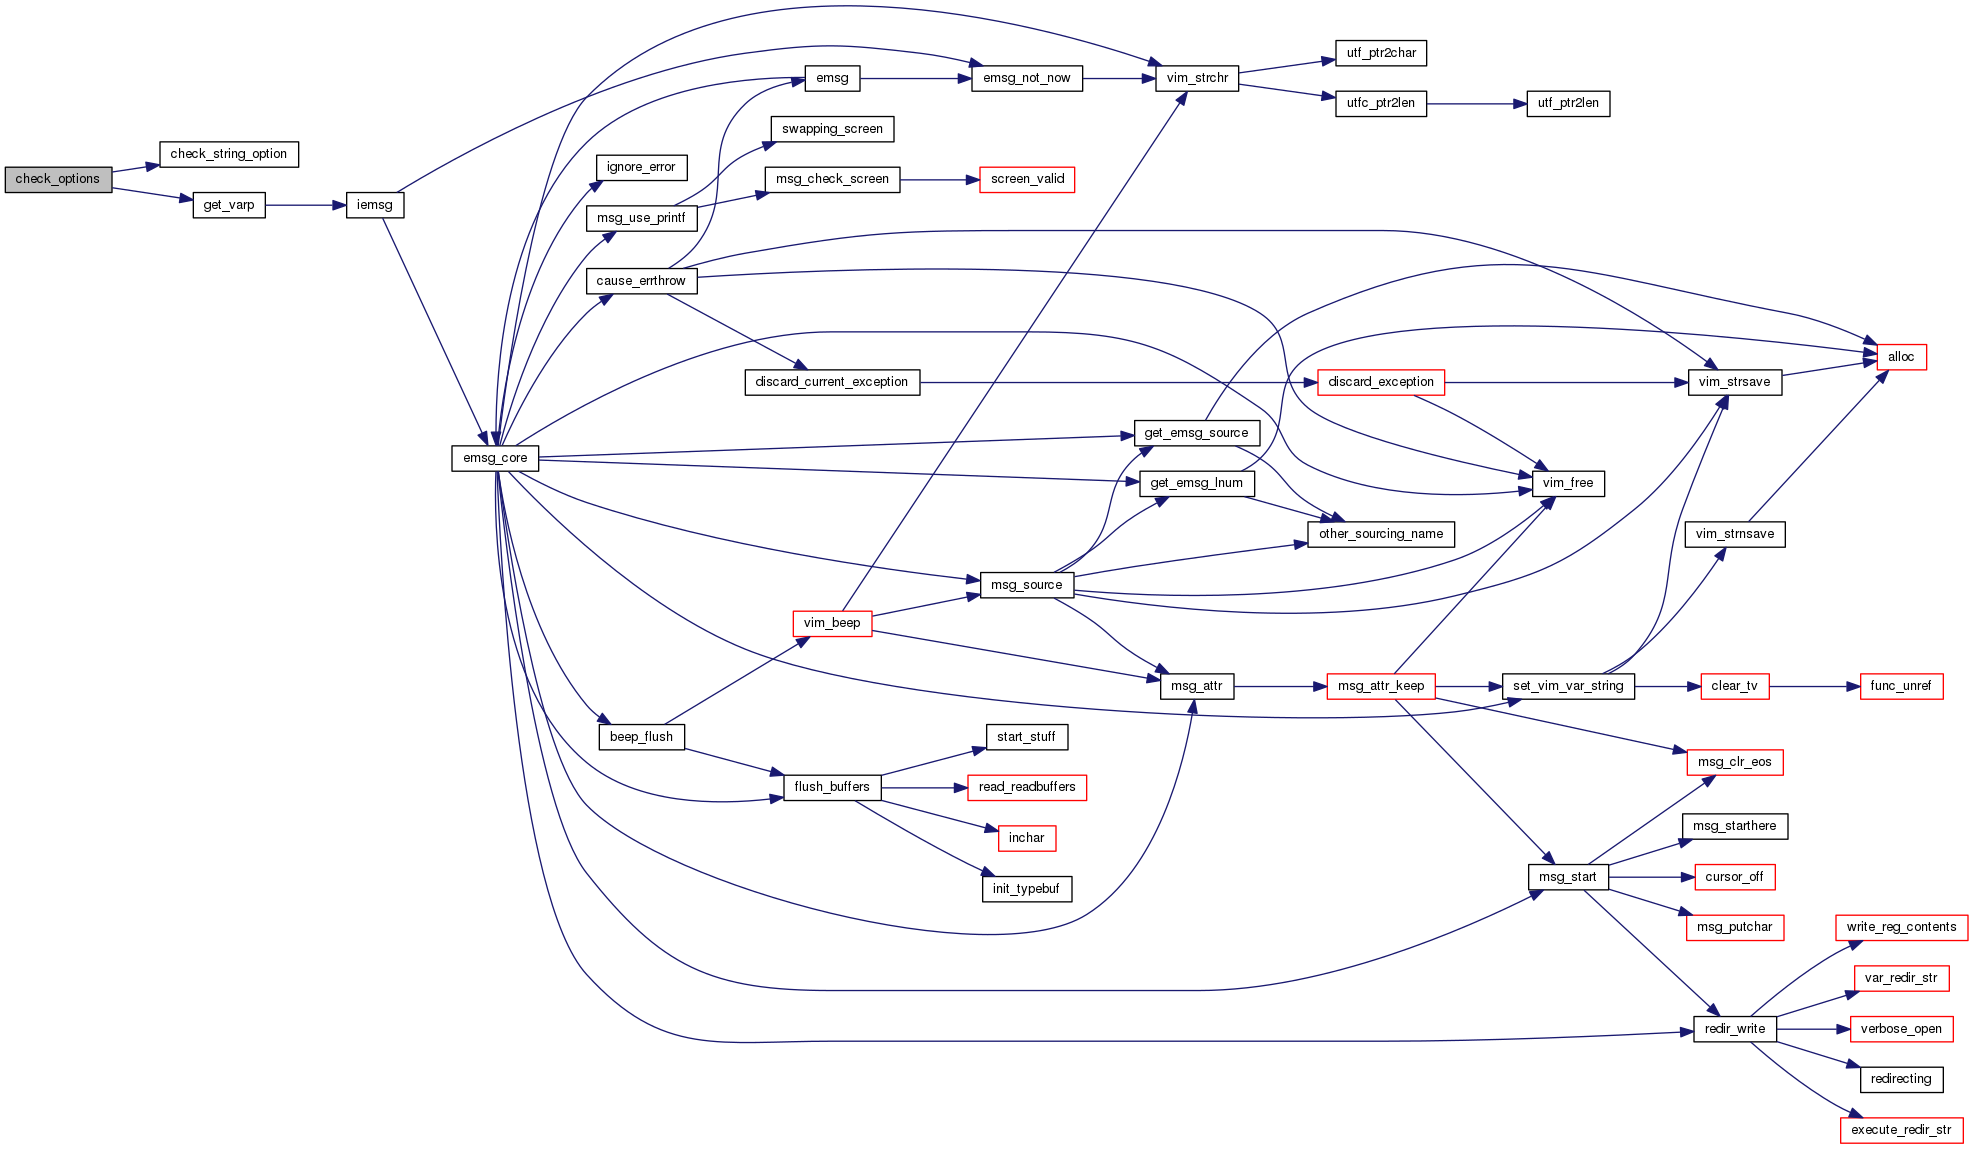 check_options
check_string_option
get_varp
iemsg
emsg_core
ignore_error
msg_use_printf
cause_errthrow
beep_flush
emsg
swapping_screen
msg_check_screen
discard_current_exception
vim_beep
flush_buffers
emsg_not_now
screen_valid
msg_source
start_stuff
read_readbuffers
inchar
init_typebuf
vim_strchr
get_emsg_source
get_emsg_lnum
msg_attr
utf_ptr2char
utfc_ptr2len
discard_exception
other_sourcing_name
msg_attr_keep
utf_ptr2len
vim_free
set_vim_var_string
msg_start
vim_strsave
vim_strnsave
clear_tv
msg_clr_eos
msg_starthere
cursor_off
msg_putchar
redir_write
alloc
func_unref
write_reg_contents
var_redir_str
verbose_open
redirecting
execute_redir_str